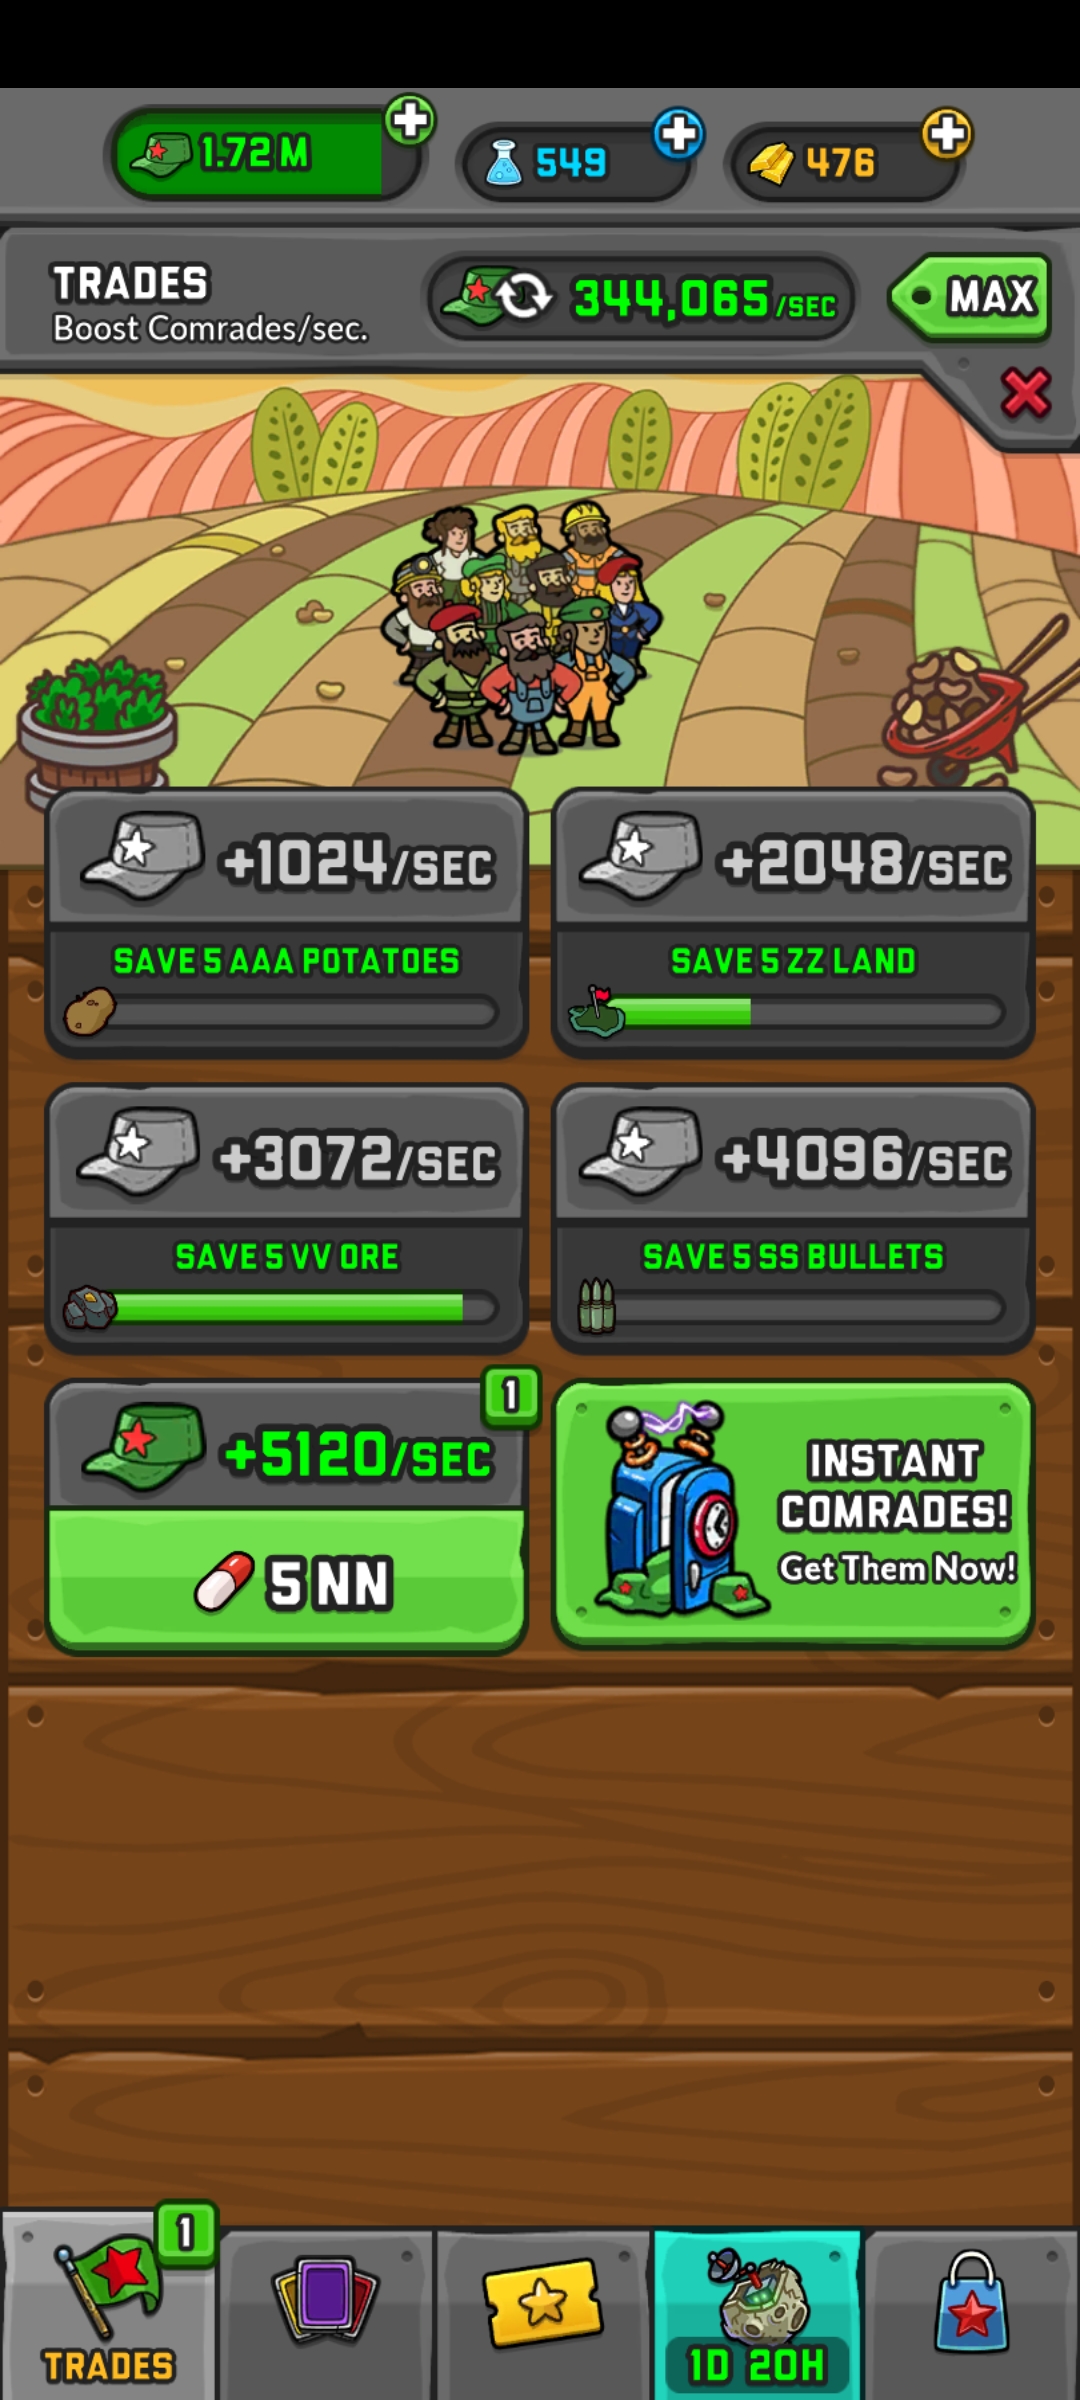 1.72 M
549
476
TRADES
Boost Comrades/sec.
344,065/SEC
MAX
+1024/SEC
SAVE 5 AAA POTATOES
+2048/SEC
SAVE 5 ZZ LAND
+3072/SEC
SAVE 5 VV ORE
+4096/SEC
SAVE 5 SS BULLETS
1
+5120/SEC
5 NN
INSTANT
COMRADES!
Get Them Now!
1
TRADES
1D 20H